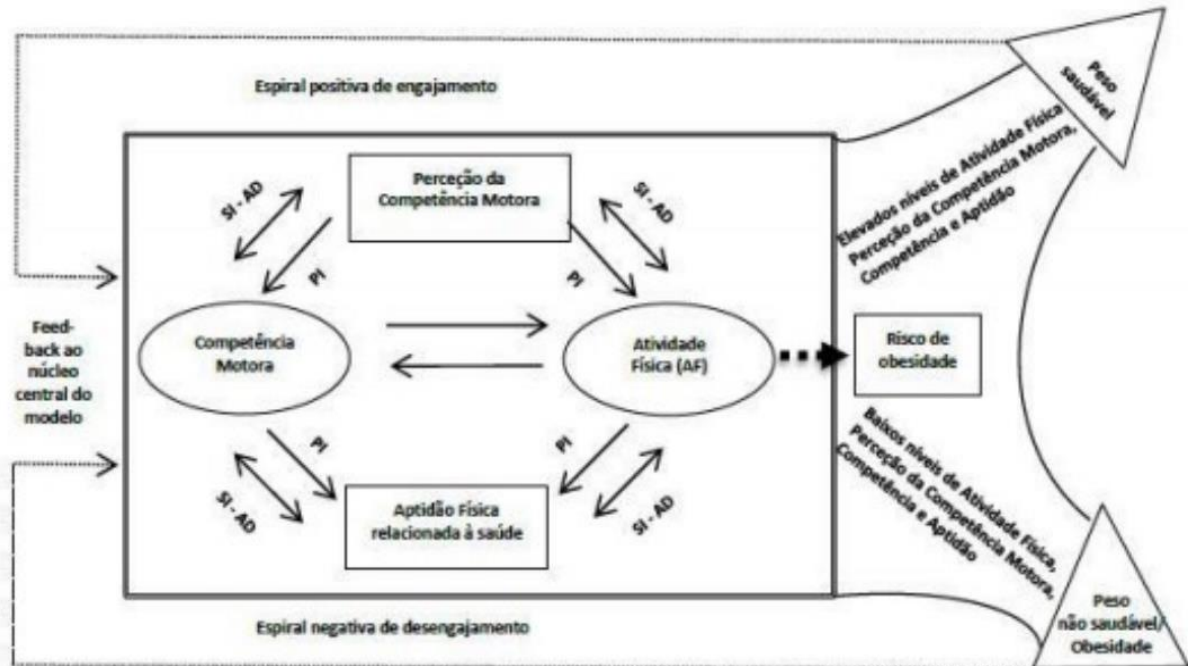 Espiral positiva de engajamento
Peso
saudável
Perceção da
Competência Motora
SI - AD
SI - AD
PI
PI
Elevados níveis de Atividade Física
Perceção da Competência Motora,
Competência e Aptidão
Feed-
back ao
núcleo
central do
modelo
Competência
Motora
Atividade
Física (AF)
Risco de
obesidade
PI
PI
SI - AD
SI - AD
Aptidão Física
relacionada à saúde
Baixos níveis de Atividade Física,
Perceção da Competência Motora,
Competência e Aptidão
Espiral negativa de desengajamento
Peso
não saudável/
Obesidade